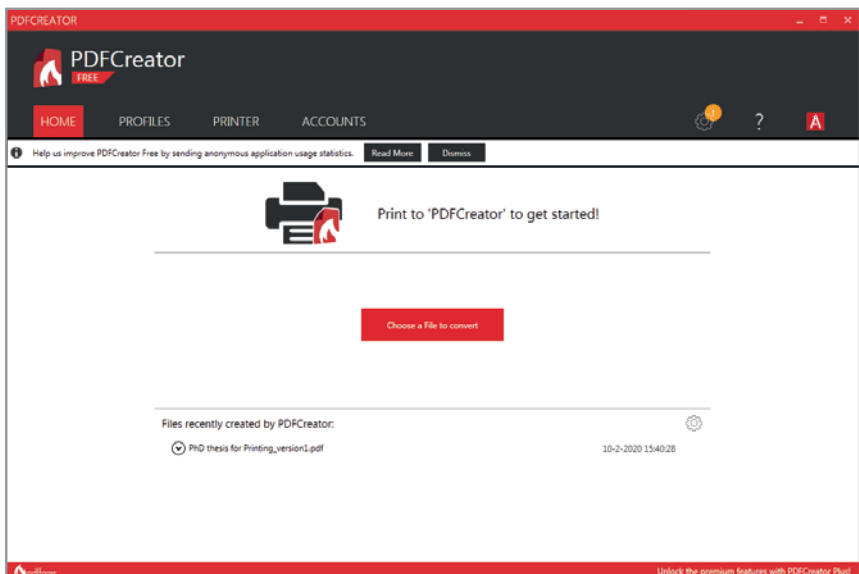 PDFCREATOR
PDFCreator
FREE
HOME PROFILES PRINTER ACCOUNTS ! ? A
Help us improve PDFCreator Free by sending anonymous application usage statistics. Read More Dismiss
Print to 'PDFCreator' to get started!
Choose a File to convert
Files recently created by PDFCreator:
PhD thesis for Printing_version1.pdf 10-2-2020 15:40:28
Unlock the premium features with PDFCreator Plus!